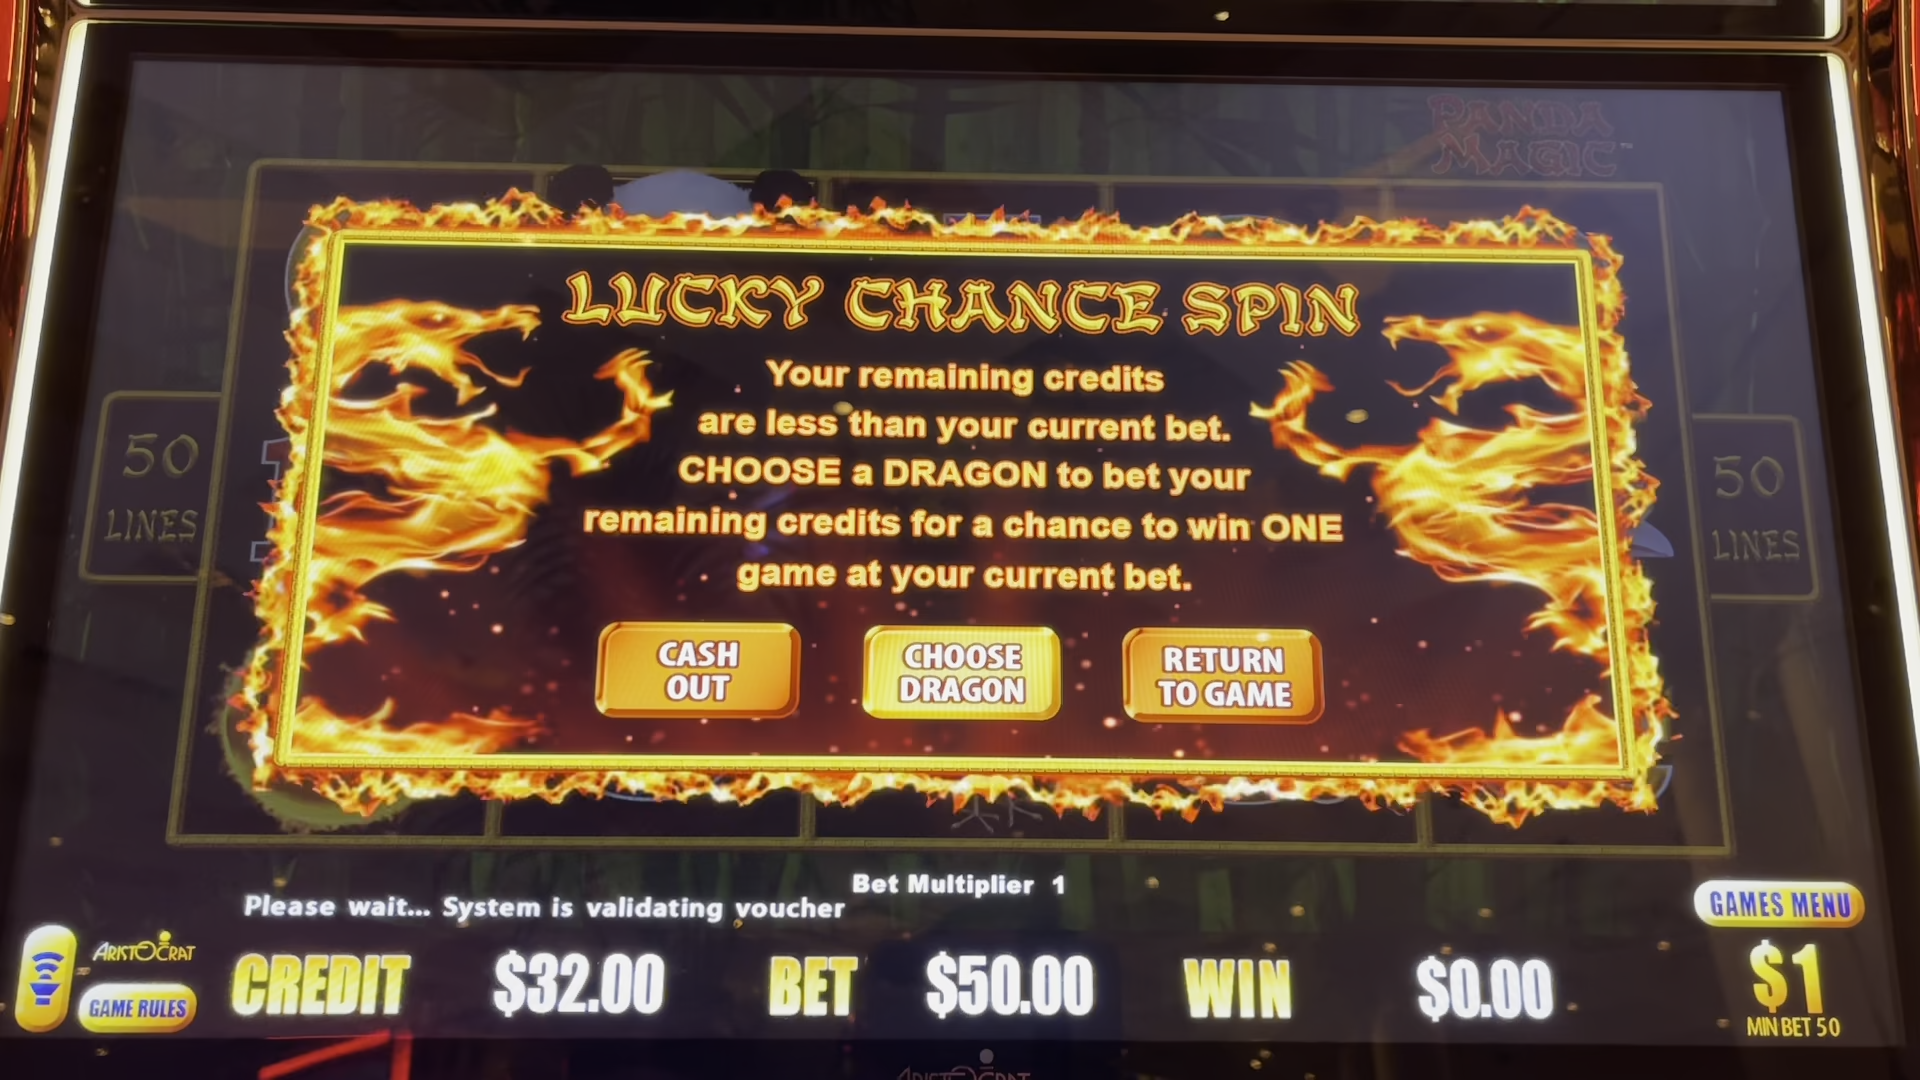 PANDA
MAGIC
LUCKY CHANCE SPIN
Your remaining credits
are less than your current bet.
CHOOSE a DRAGON to bet your
remaining credits for a chance to win ONE
game at your current bet.
CASH
OUT
CHOOSE
DRAGON
RETURN
TO GAME
50
LINES
50
LINES
Bet Multiplier 1
Please wait... System is validating voucher
GAMES MENU
ARISTOCRAT
GAME RULES
CREDIT $32.00 BET $50.00 WIN $0.00
$1
MIN BET 50
ARISTOCRAT